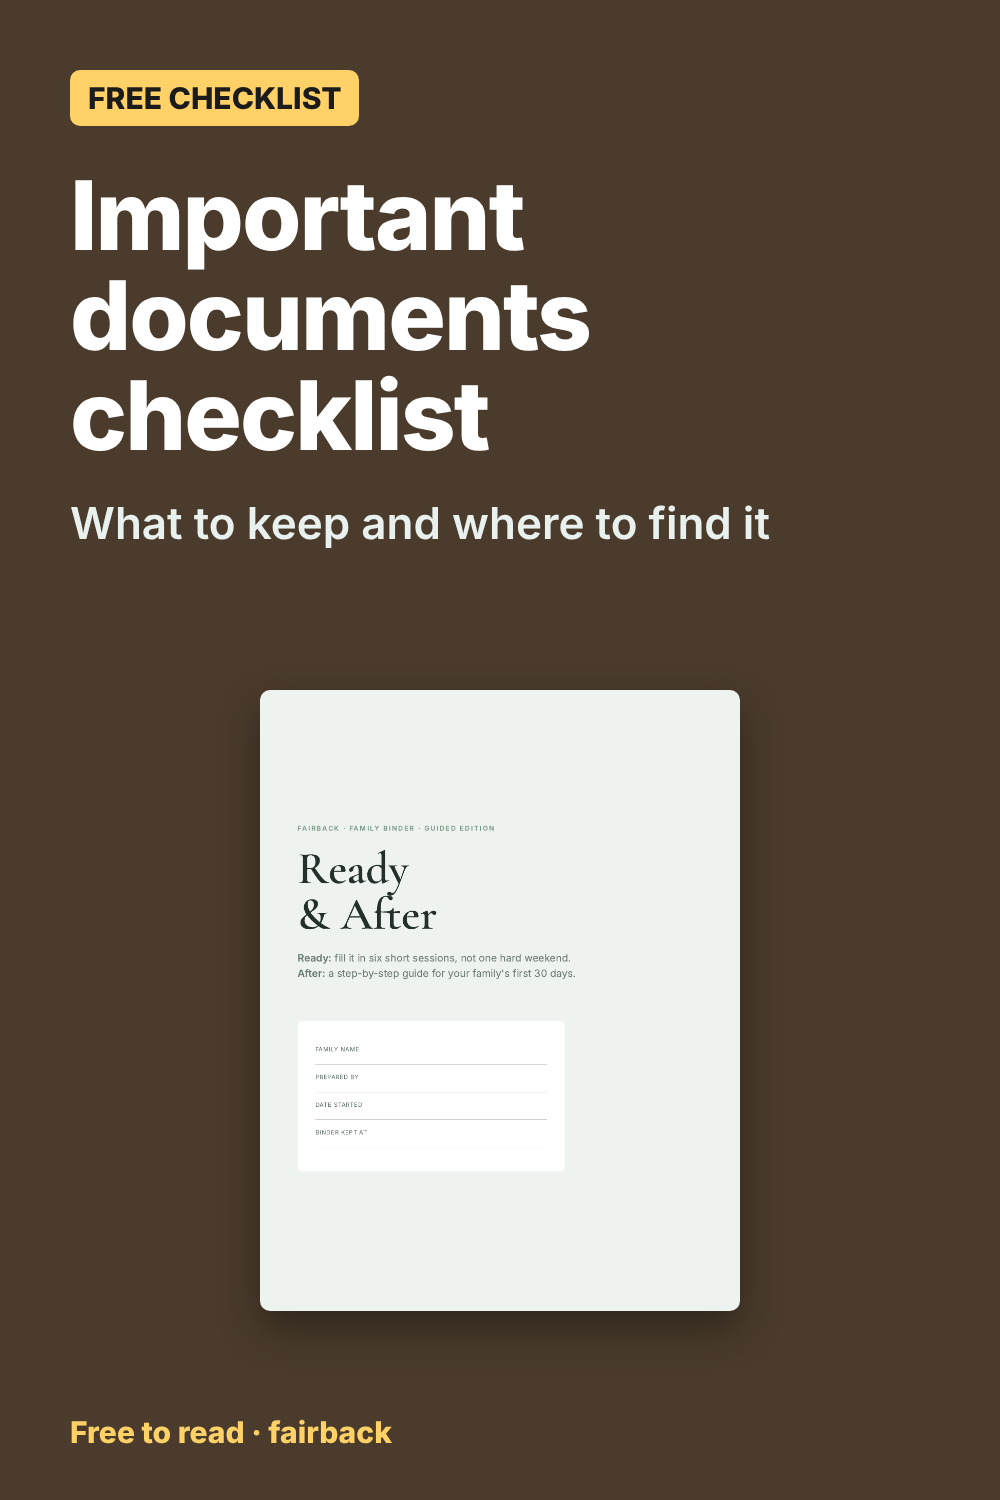 FREE CHECKLIST
Important
documents
checklist
What to keep and where to find it
FAIRBACK · FAMILY BINDER · GUIDED EDITION
Ready
& After
Ready: fill it in six short sessions, not one hard weekend.
After: a step-by-step guide for your family's first 30 days.
FAMILY NAME
PREPARED BY
DATE STARTED
BINDER KEPT AT
Free to read · fairback